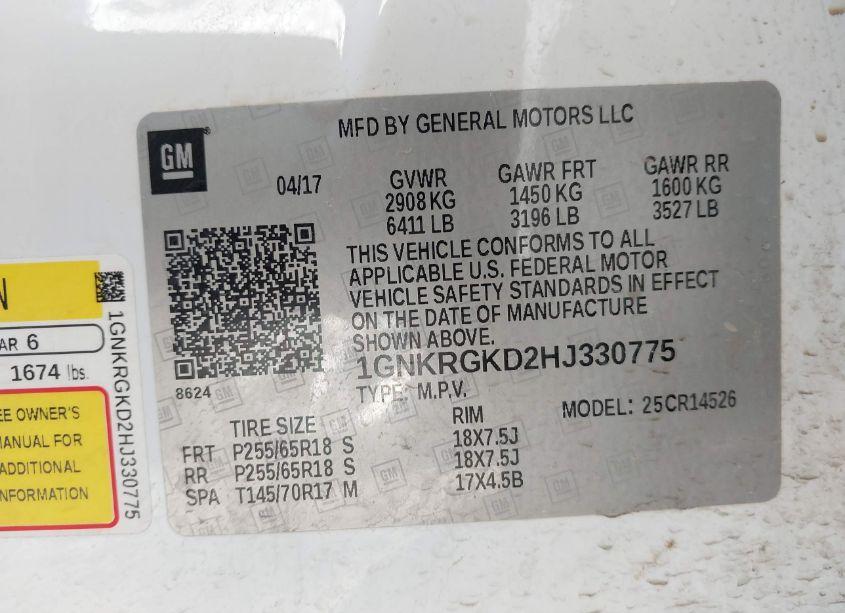 GM
MFD BY GENERAL MOTORS LLC
04/17
GVWR GAWR FRT GAWR RR
2908 KG 1450 KG 1600 KG
6411 LB 3196 LB 3527 LB
THIS VEHICLE CONFORMS TO ALL
APPLICABLE U.S. FEDERAL MOTOR
VEHICLE SAFETY STANDARDS IN EFFECT
ON THE DATE OF MANUFACTURE
SHOWN ABOVE.
1GNKRGKD2HJ330775
8624
TYPE: M.P.V.
MODEL: 25CR14526
TIRE SIZE RIM
FRT P255/65R18 S 18X7.5J
RR P255/65R18 S 18X7.5J
SPA T145/70R17 M 17X4.5B
N
AR 6
1674 lbs.
EE OWNER'S
MANUAL FOR
ADDITIONAL
NFORMATION
1GNKRGKD2HJ330775